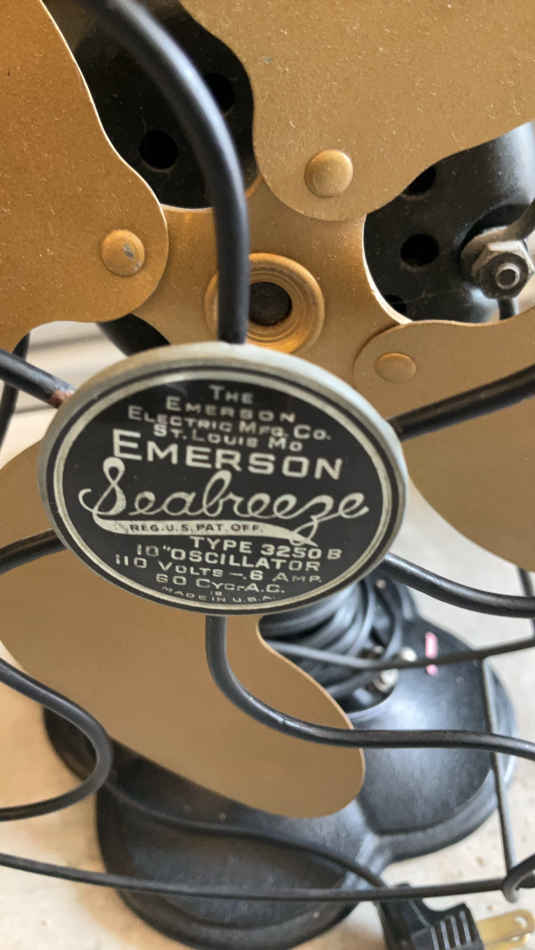 THE
EMERSON
ELECTRIC MFG. CO.
ST. LOUIS MO
EMERSON
Seabreeze
REG. U.S. PAT. OFF.
TYPE 3250 B
10" OSCILLATOR
110 VOLTS - .6 AMP.
60 CYC-A.C.
MADE IN U.S.A.